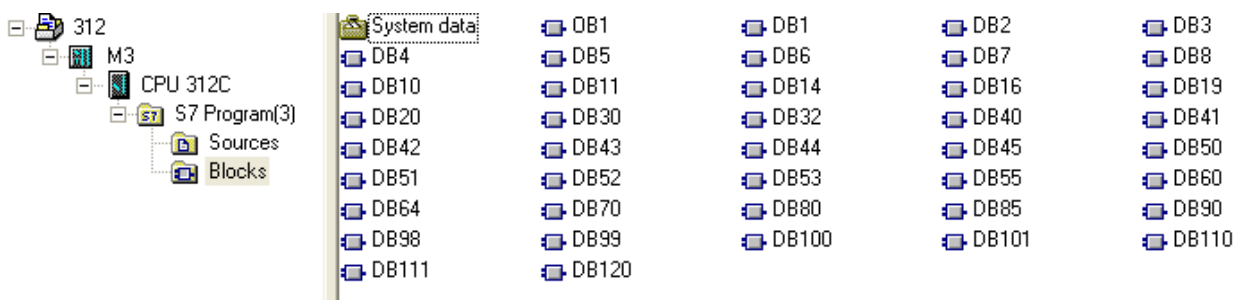 312
M3
CPU 312C
S7 S7 Program(3)
Sources
Blocks
System data OB1 DB1 DB2 DB3
DB4 DB5 DB6 DB7 DB8
DB10 DB11 DB14 DB16 DB19
DB20 DB30 DB32 DB40 DB41
DB42 DB43 DB44 DB45 DB50
DB51 DB52 DB53 DB55 DB60
DB64 DB70 DB80 DB85 DB90
DB98 DB99 DB100 DB101 DB110
DB111 DB120